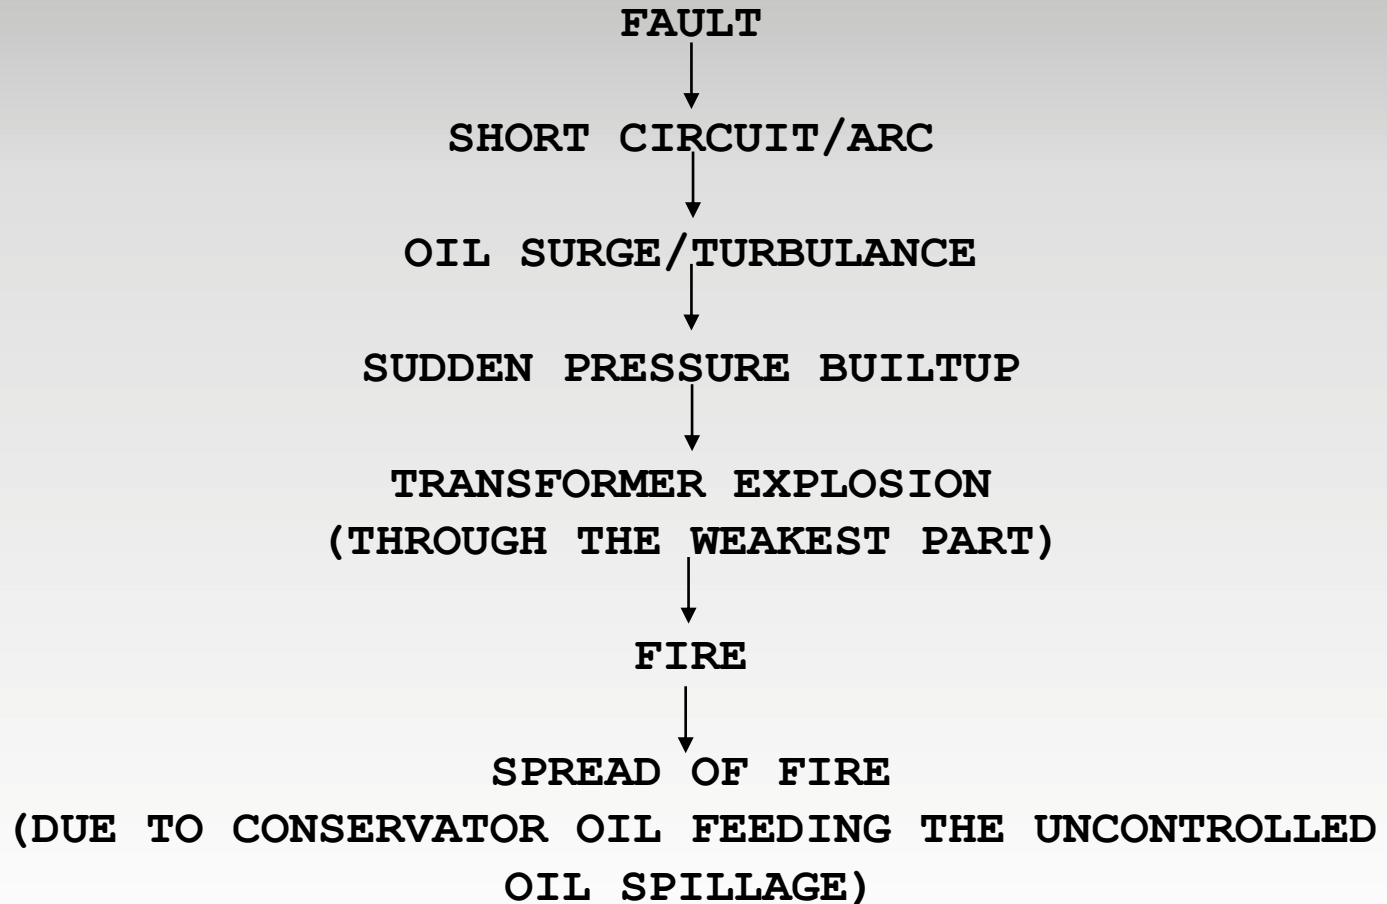 FAULT
SHORT CIRCUIT/ARC
OIL SURGE/TURBULANCE
SUDDEN PRESSURE BUILTUP
TRANSFORMER EXPLOSION
(THROUGH THE WEAKEST PART)
FIRE
SPREAD OF FIRE
(DUE TO CONSERVATOR OIL FEEDING THE UNCONTROLLED
OIL SPILLAGE)